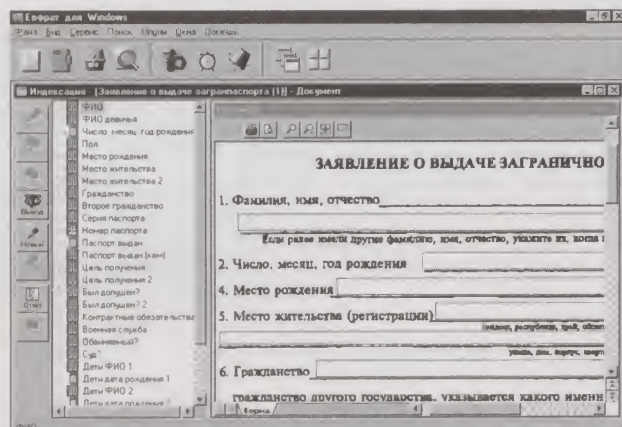 Евфрат для Windows
Файл Вид Сервис Поиск Опции Окна Помощь
Индексация - [Заявление о выдаче загранпаспорта [1]] - Документ
ФИО
ФИО девичья
Число, месяц, год рождения
Пол
Место рождения
Место жительства
Место жительства 2
Гражданство
Второе гражданство
Серия паспорта
Номер паспорта
Паспорт выдан
Паспорт выдан (кем)
Цель получения
Цель получения 2
Был допущен?
Был допущен? 2
Контрактные обязательства
Военная служба
Обвиняемый?
Суд?
Дети ФИО 1
Дети дата рождения 1
Дети ФИО 2
Выход
Новый
Отчет
ЗАЯВЛЕНИЕ О ВЫДАЧЕ ЗАГРАНИЧНО
1. Фамилия, имя, отчество
Если ранее имели другие фамилию, имя, отчество, укажите их, когда
2. Число, месяц, год рождения
4. Место рождения
5. Место жительства (регистрации)
6. Гражданство
гражданство другого государства, указывается какого именн
Форма
ФИО